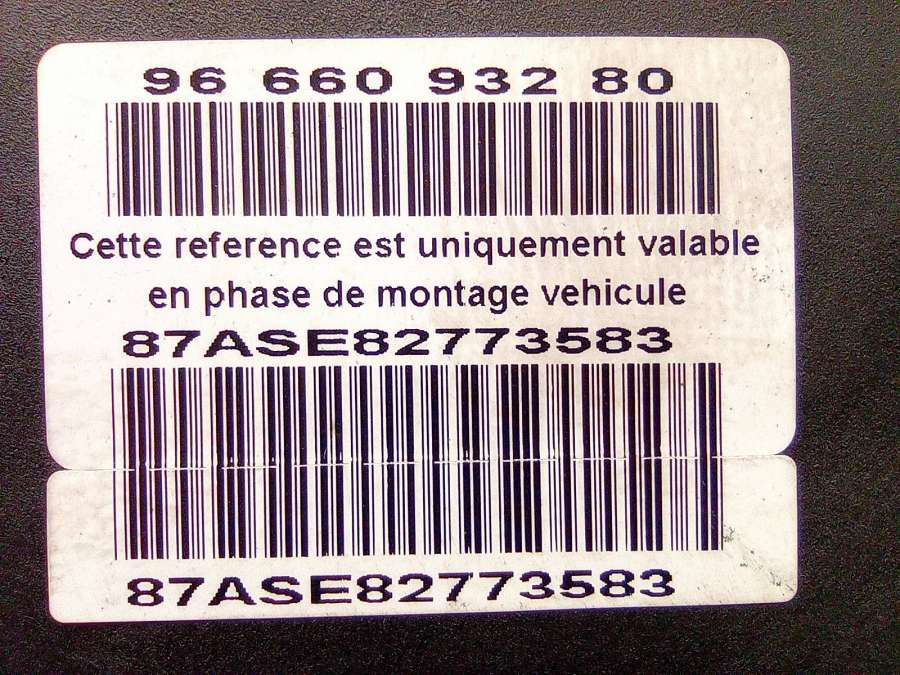 96 660 932 80
Cette reference est uniquement valable
en phase de montage vehicule
87ASE82773583
87ASE82773583